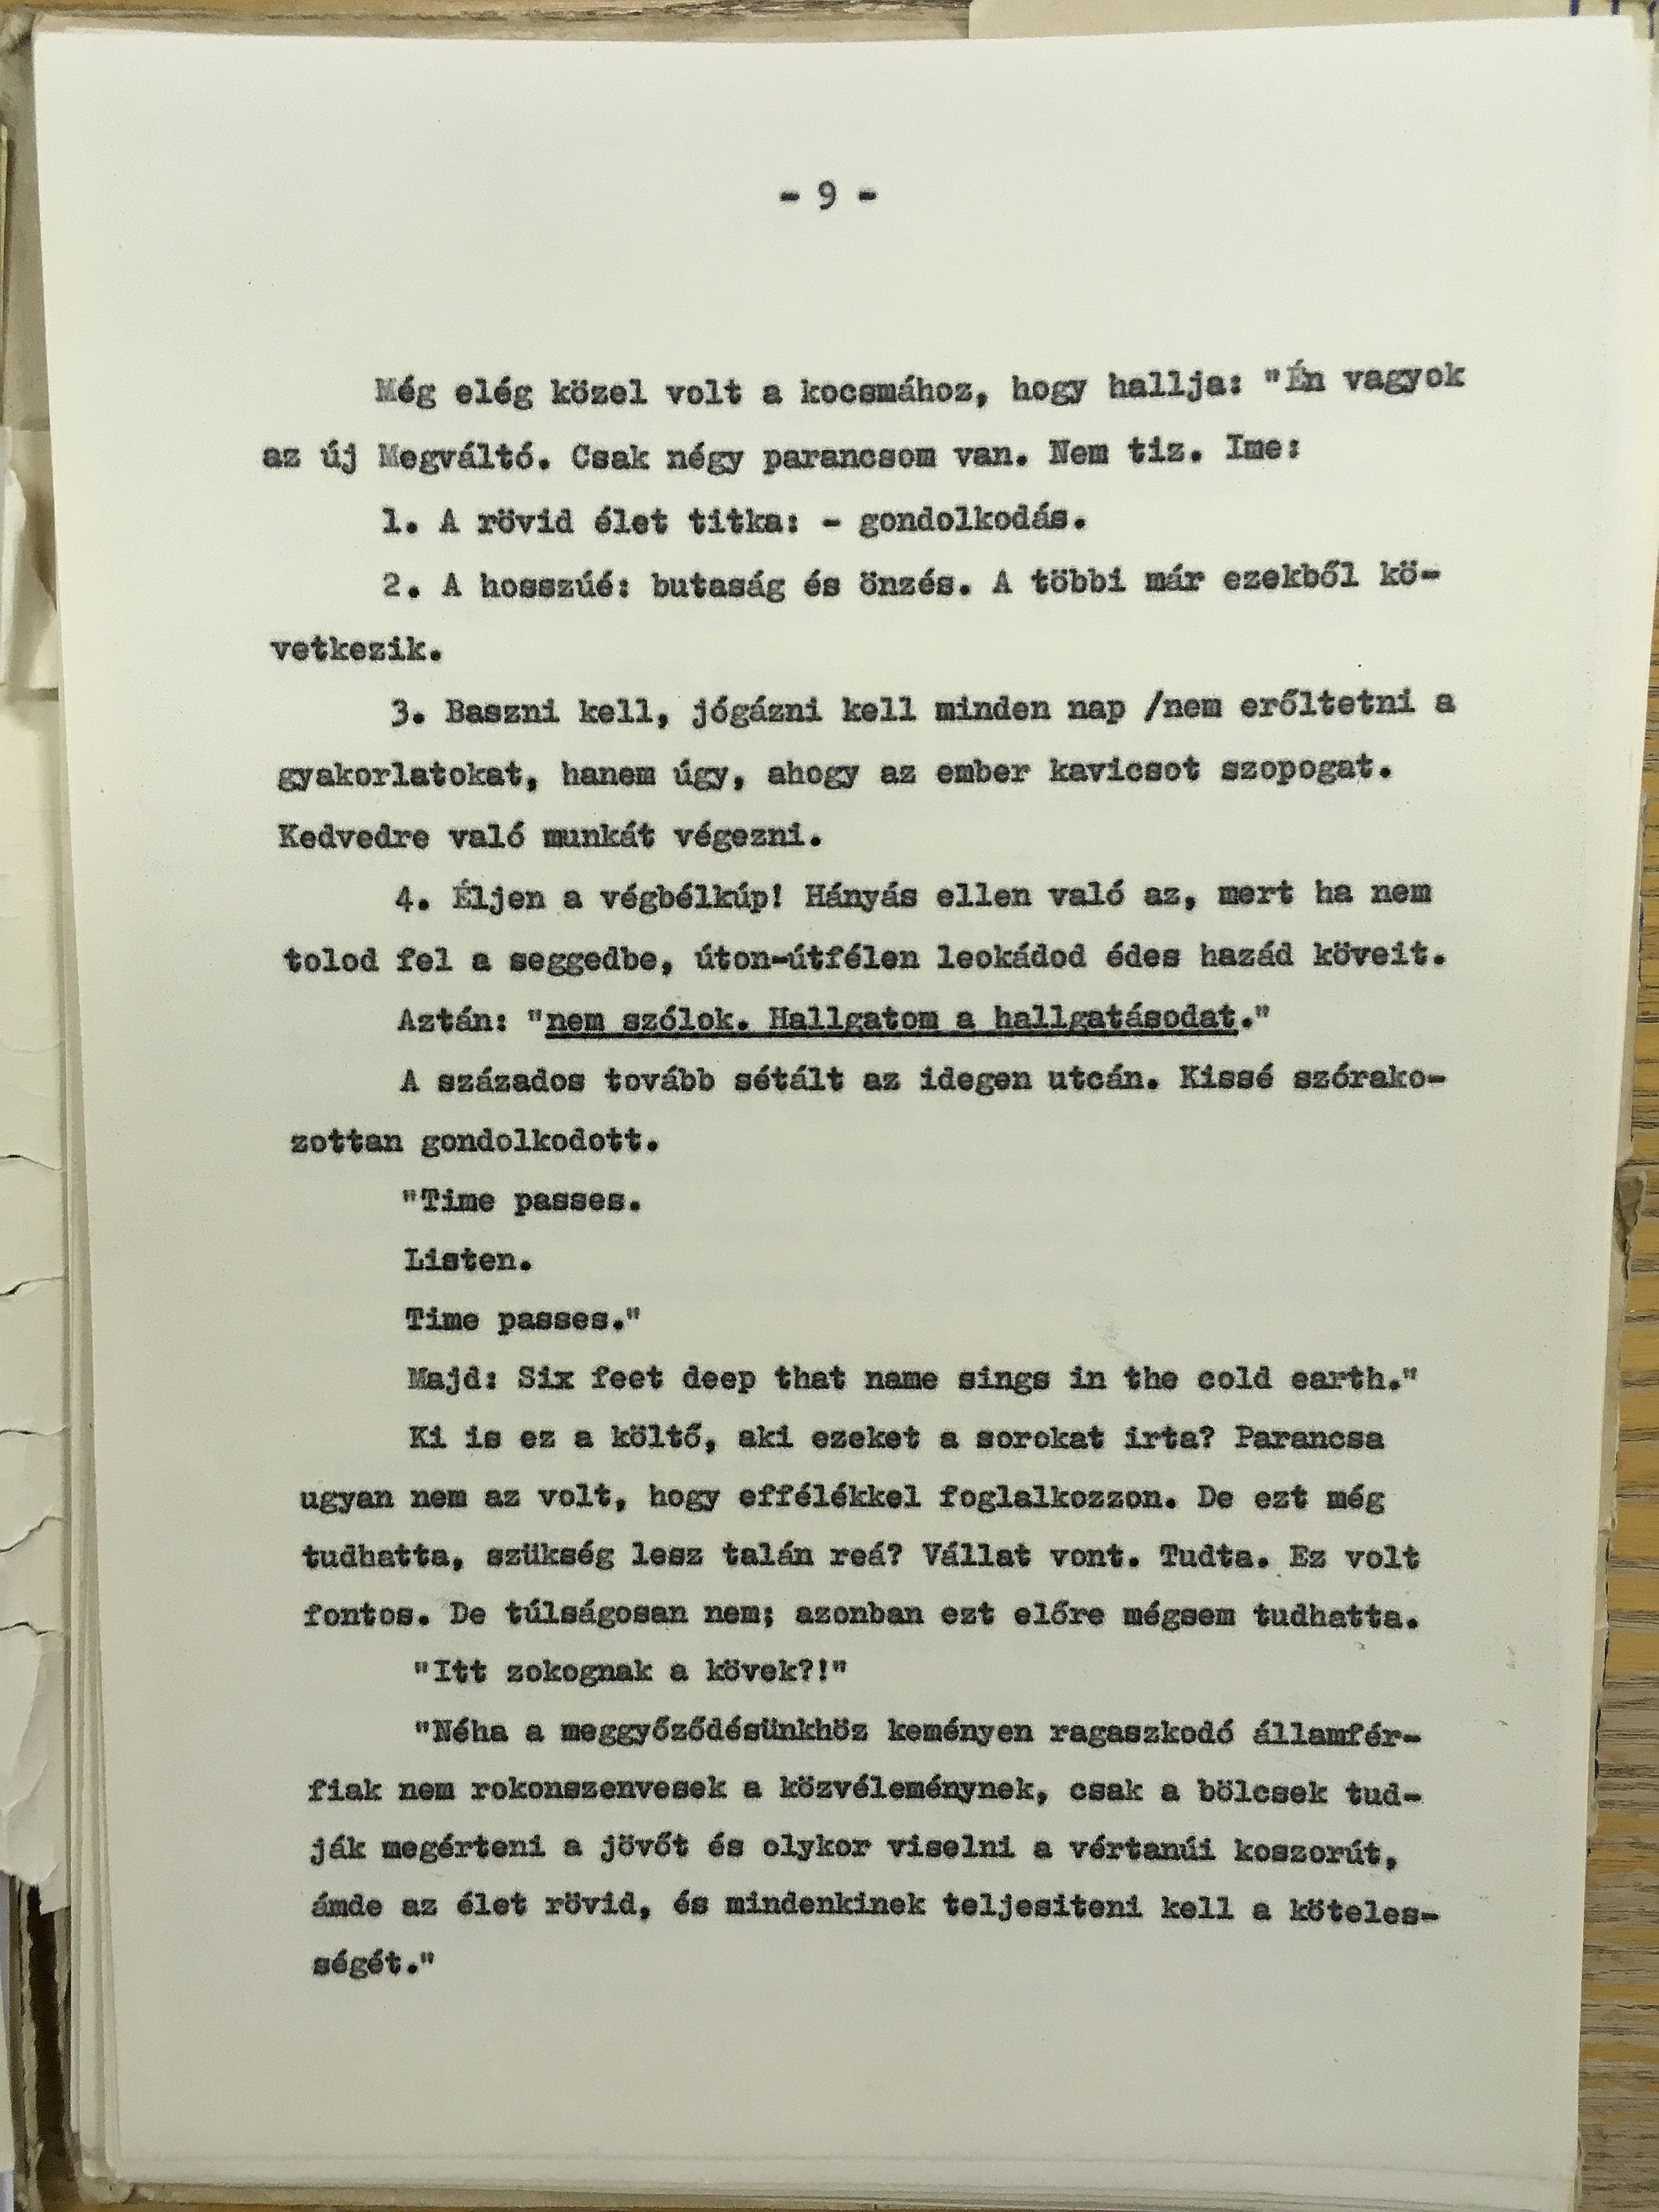 - 9 -
Még elég közel volt a kocsmához, hogy hallja: "Én vagyok
az új Megváltó. Csak négy parancsom van. Nem tiz. Ime:
1. A rövid élet titka: - gondolkodás.
2. A hosszúé: butaság és önzés. A többi már ezekből kö-
vetkezik.
3. Baszni kell, jógázni kell minden nap /nem erőltetni a
gyakorlatokat, hanem úgy, ahogy az ember kavicsot szopogat.
Kedvedre való munkát végezni.
4. Éljen a végbélkúp! Hányás ellen való az, mert ha nem
tolod fel a seggedbe, úton-útfélen leokádod édes hazád köveit.
Aztán: "nem szólok. Hallgatom a hallgatásodat."
A százados tovább sétált az idegen utcán. Kissé szórako-
zottan gondolkodott.
"Time passes.
Listen.
Time passes."
Majd: Six feet deep that name sings in the cold earth."
Ki is ez a költő, aki ezeket a sorokat irta? Parancsa
ugyan nem az volt, hogy effélékkel foglalkozzon. De ezt még
tudhatta, szükség lesz talán reá? Vállat vont. Tudta. Ez volt
fontos. De túlságosan nem; azonban ezt előre mégsem tudhatta.
"Itt zokognak a kövek?!"
"Néha a meggyőződésünkhöz keményen ragaszkodó államfér-
fiak nem rokonszenvesek a közvéleménynek, csak a bölcsek tud-
ják megérteni a jövőt és olykor viselni a vértanúi koszorút,
ámde az élet rövid, és mindenkinek teljesiteni kell a köteles-
ségét."